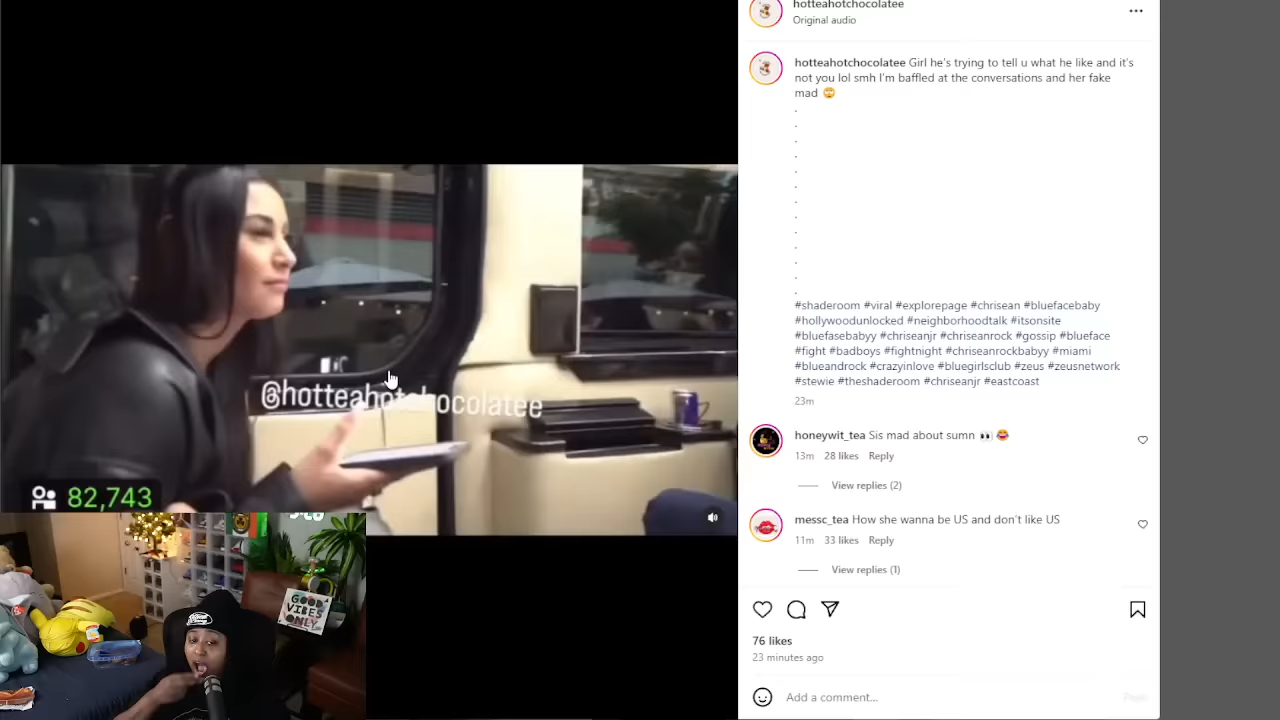 hotteahotchocolatee
Original audio
hotteahotchocolatee Girl he's trying to tell u what he like and it's
not you lol smh I'm baffled at the conversations and her fake
mad 🙄
.
.
.
.
.
.
.
.
.
.
.
.
.
#shaderoom #viral #explorepage #chrisean #bluefacebaby
#hollywoodunlocked #neighborhoodtalk #itsonsite
#bluefasebabyy #chriseanjr #chriseanrock #gossip #blueface
#fight #badboys #fightnight #chriseanrockbabyy #miami
#blueandrock #crazyinlove #bluegirlsclub #zeus #zeusnetwork
#stewie #theshaderoom #chriseanjr #eastcoast
23m
honeywit_tea Sis mad about sumn 👀 😂
13m 28 likes Reply
View replies (2)
messc_tea How she wanna be US and don't like US
11m 33 likes Reply
View replies (1)
76 likes
23 minutes ago
Add a comment...
Post
@hotteahotchocolatee
82,743
GOOD
VIBES
ONLY